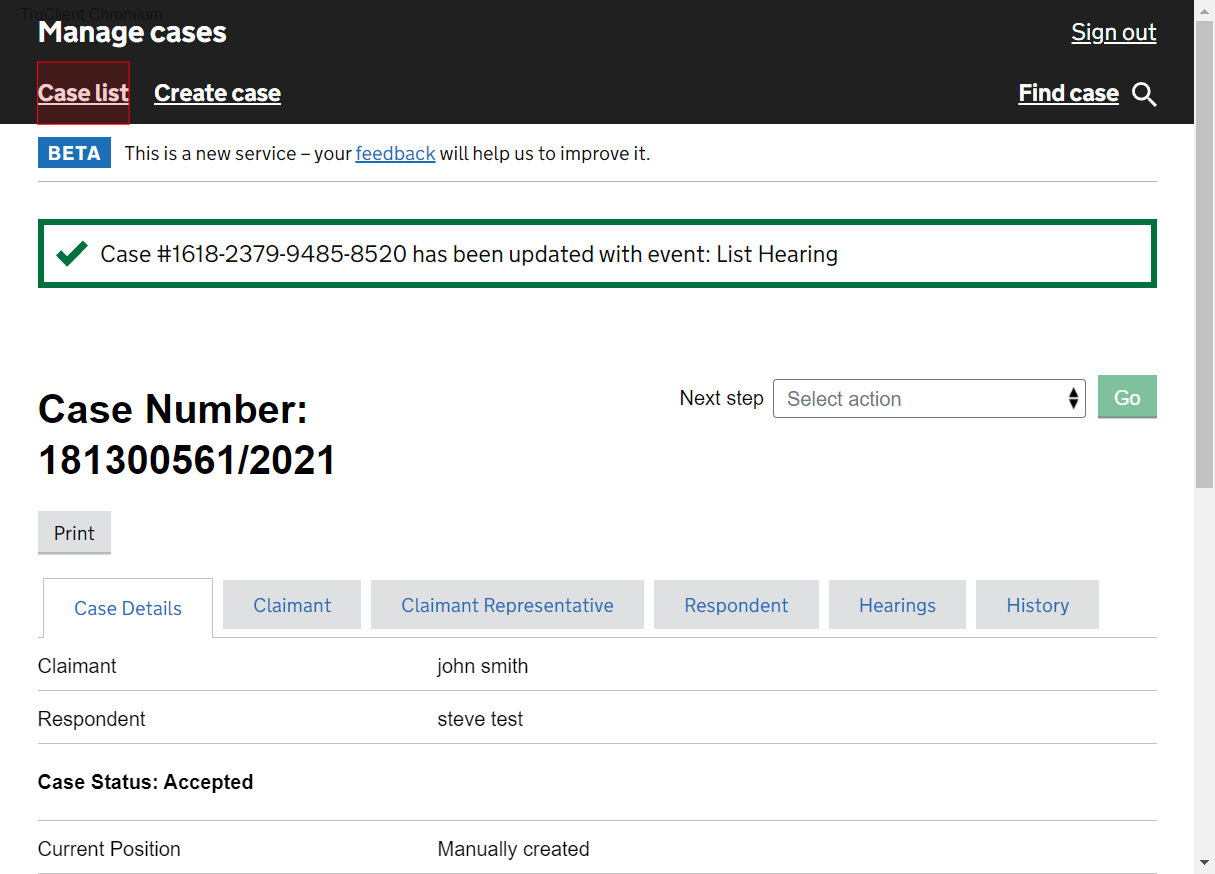 TruClient Chromium
Manage cases
Sign out
Case list
Create case
Find case
BETA This is a new service – your feedback will help us to improve it.
Case #1618-2379-9485-8520 has been updated with event: List Hearing
Case Number:
181300561/2021
Next step
Select action
Go
Print
Case Details
Claimant
Claimant Representative
Respondent
Hearings
History
Claimant john smith
Respondent steve test
Case Status: Accepted
Current Position Manually created